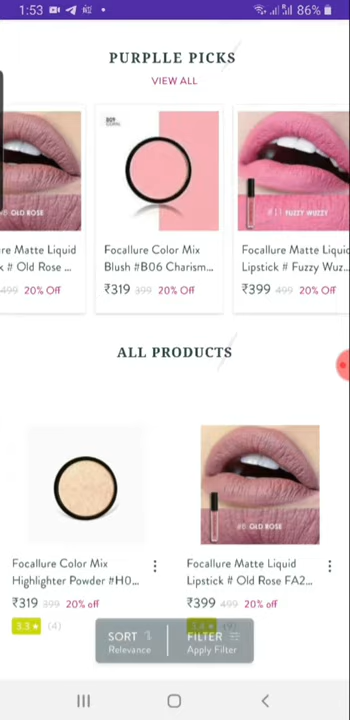 1:53
86%
PURPLLE PICKS
VIEW ALL
OLD ROSE
#11 FUZZY WUZZY
re Matte Liquid
k # Old Rose ...
499 20% Off
Focallure Color Mix
Blush #B06 Charism...
₹319 399 20% Off
Focallure Matte Liquid
Lipstick # Fuzzy Wuz...
₹399 499 20% Off
ALL PRODUCTS
#8 OLD ROSE
Focallure Color Mix
Highlighter Powder #H0...
₹319 399 20% off
3.3 ★ (4)
Focallure Matte Liquid
Lipstick # Old Rose FA2...
₹399 499 20% off
SORT
Relevance
FILTER
Apply Filter